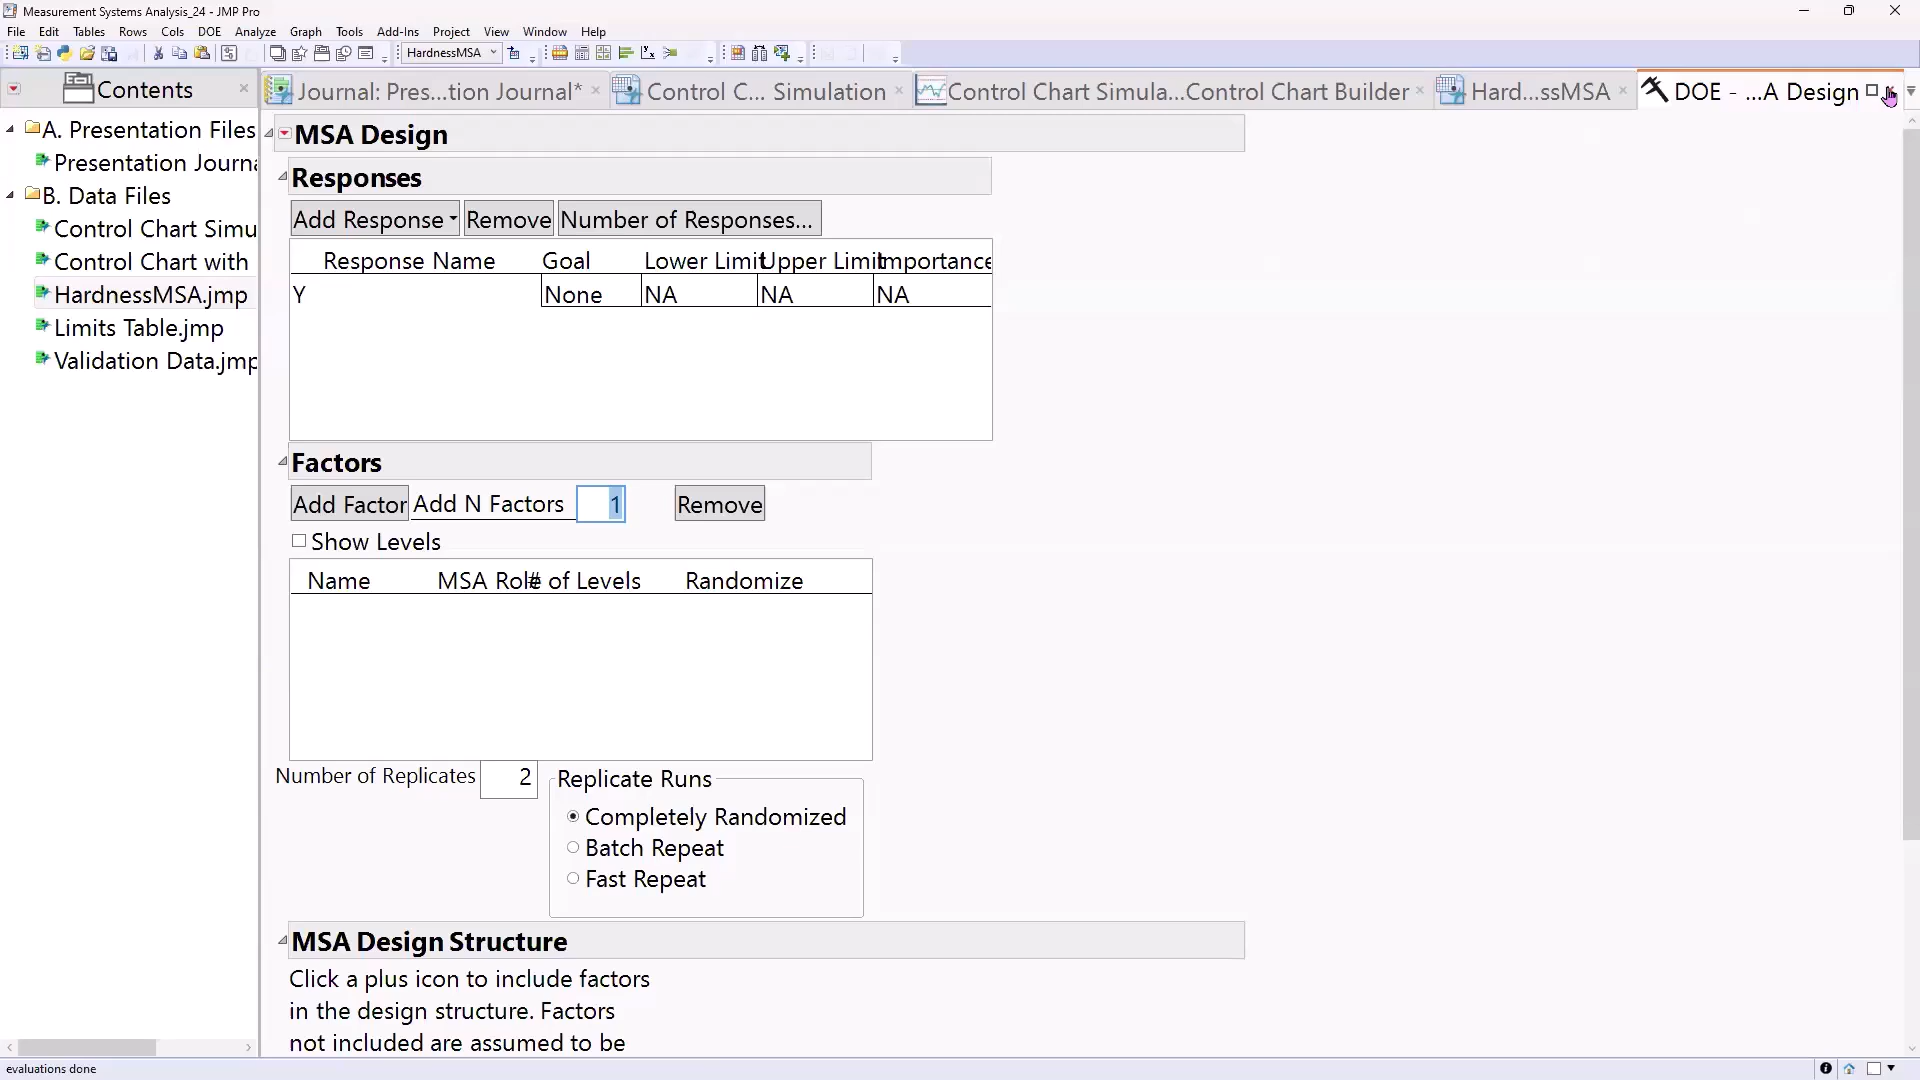 Measurement Systems Analysis_24 - JMP Pro
File Edit Tables Rows Cols DOE Analyze Graph Tools Add-Ins Project View Window Help
HardnessMSA
Contents
Journal: Pres...tion Journal*
Control C... Simulation
Control Chart Simula...Control Chart Builder
Hard...ssMSA
DOE - ...A Design
A. Presentation Files
Presentation Journa
B. Data Files
Control Chart Simu
Control Chart with
HardnessMSA.jmp
Limits Table.jmp
Validation Data.jmp
MSA Design
Responses
Add Response Remove Number of Responses...
Response Name Goal Lower Limit Upper Limit Importance
Y None NA NA NA
Factors
Add Factor Add N Factors 1 Remove
Show Levels
Name MSA Role # of Levels Randomize
Number of Replicates 2
Replicate Runs
Completely Randomized
Batch Repeat
Fast Repeat
MSA Design Structure
Click a plus icon to include factors
in the design structure. Factors
not included are assumed to be
evaluations done